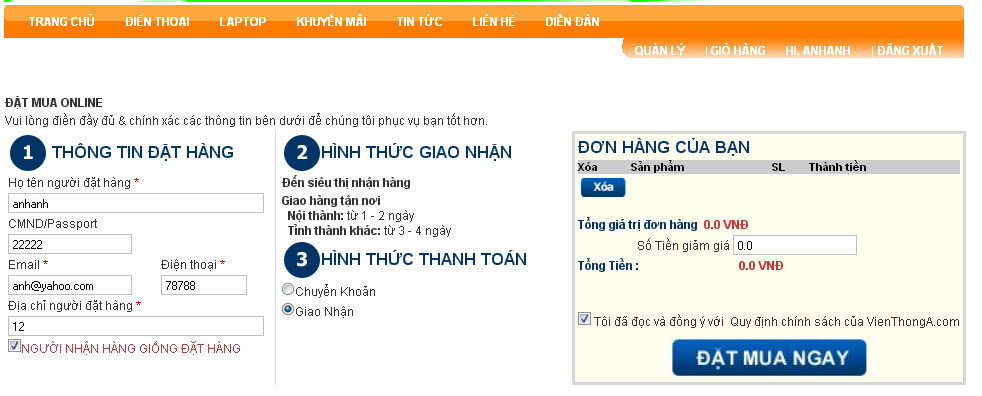 TRANG CHỦ ĐIỆN THOẠI LAPTOP KHUYẾN MÃI TIN TỨC LIÊN HỆ DIỄN ĐÀN
QUẢN LÝ | GIỎ HÀNG HI, ANHANH | ĐĂNG XUẤT
ĐẶT MUA ONLINE
Vui lòng điền đầy đủ & chính xác các thông tin bên dưới để chúng tôi phục vụ bạn tốt hơn.
1 THÔNG TIN ĐẶT HÀNG
Họ tên người đặt hàng *
anhanh
CMND/Passport
22222
Email * Điện thoại *
anh@yahoo.com 78788
Địa chỉ người đặt hàng *
12
NGƯỜI NHẬN HÀNG GIỐNG ĐẶT HÀNG
2 HÌNH THỨC GIAO NHẬN
Đến siêu thị nhận hàng
Giao hàng tận nơi
Nội thành: từ 1 - 2 ngày
Tỉnh thành khác: từ 3 - 4 ngày
3 HÌNH THỨC THANH TOÁN
Chuyển Khoản
Giao Nhận
ĐƠN HÀNG CỦA BẠN
Xóa Sản phẩm SL Thành tiền
Xóa
Tổng giá trị đơn hàng 0.0 VNĐ
Số Tiền giảm giá 0.0
Tổng Tiền : 0.0 VNĐ
Tôi đã đọc và đồng ý với Quy định chính sách của VienThongA.com
ĐẶT MUA NGAY